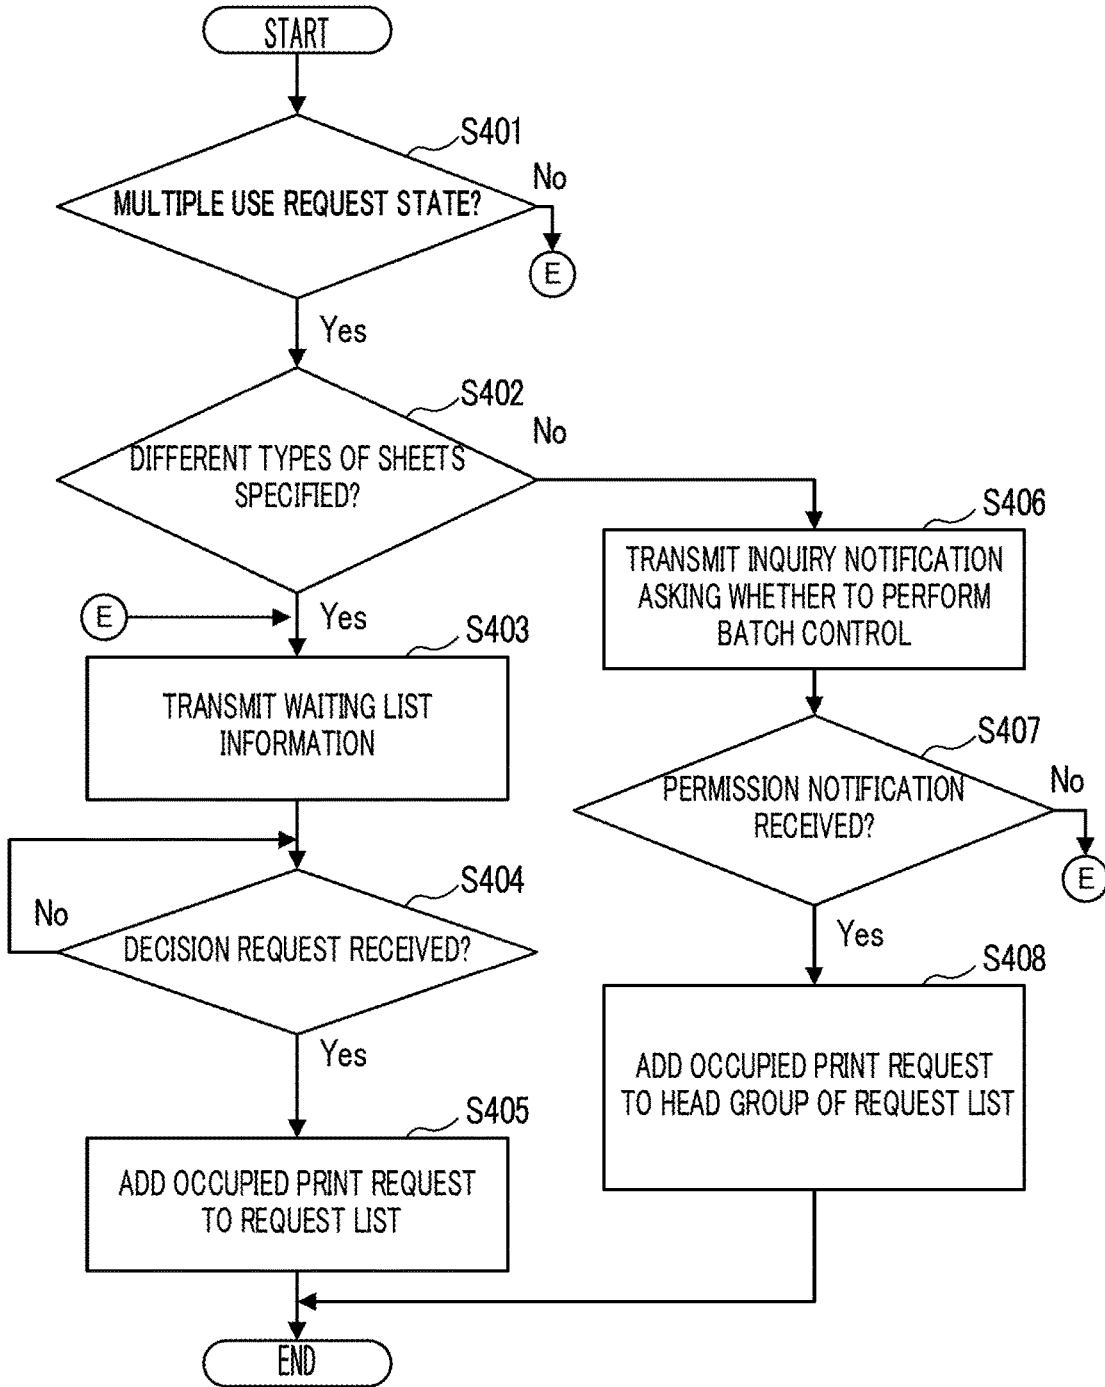 START
S401
MULTIPLE USE REQUEST STATE?
No
E
Yes
S402
DIFFERENT TYPES OF SHEETS
SPECIFIED?
No
S406
TRANSMIT INQUIRY NOTIFICATION
ASKING WHETHER TO PERFORM
BATCH CONTROL
E
Yes
S403
TRANSMIT WAITING LIST
INFORMATION
S407
PERMISSION NOTIFICATION
RECEIVED?
No
E
Yes
S404
DECISION REQUEST RECEIVED?
No
Yes
S408
ADD OCCUPIED PRINT REQUEST
TO HEAD GROUP OF REQUEST LIST
S405
ADD OCCUPIED PRINT REQUEST
TO REQUEST LIST
END